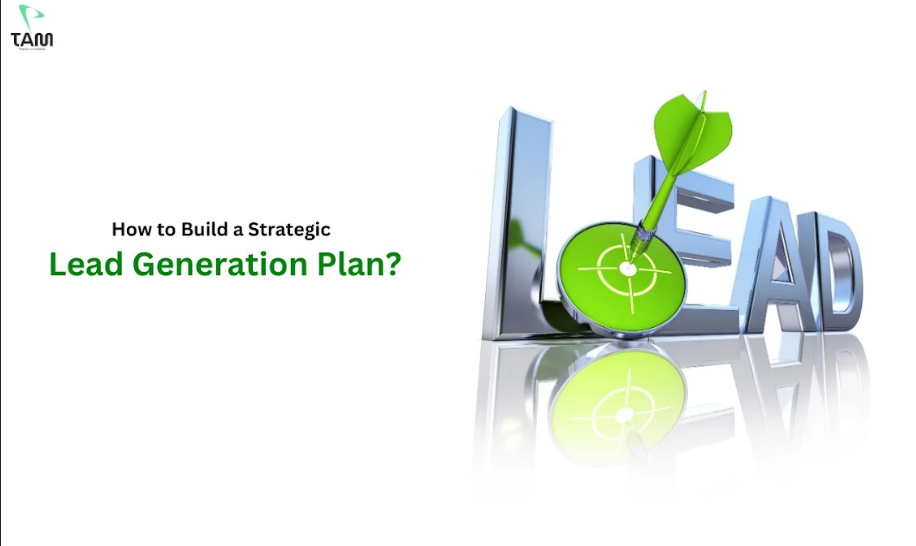 TAM
How to Build a Strategic
Lead Generation Plan?
LEAD